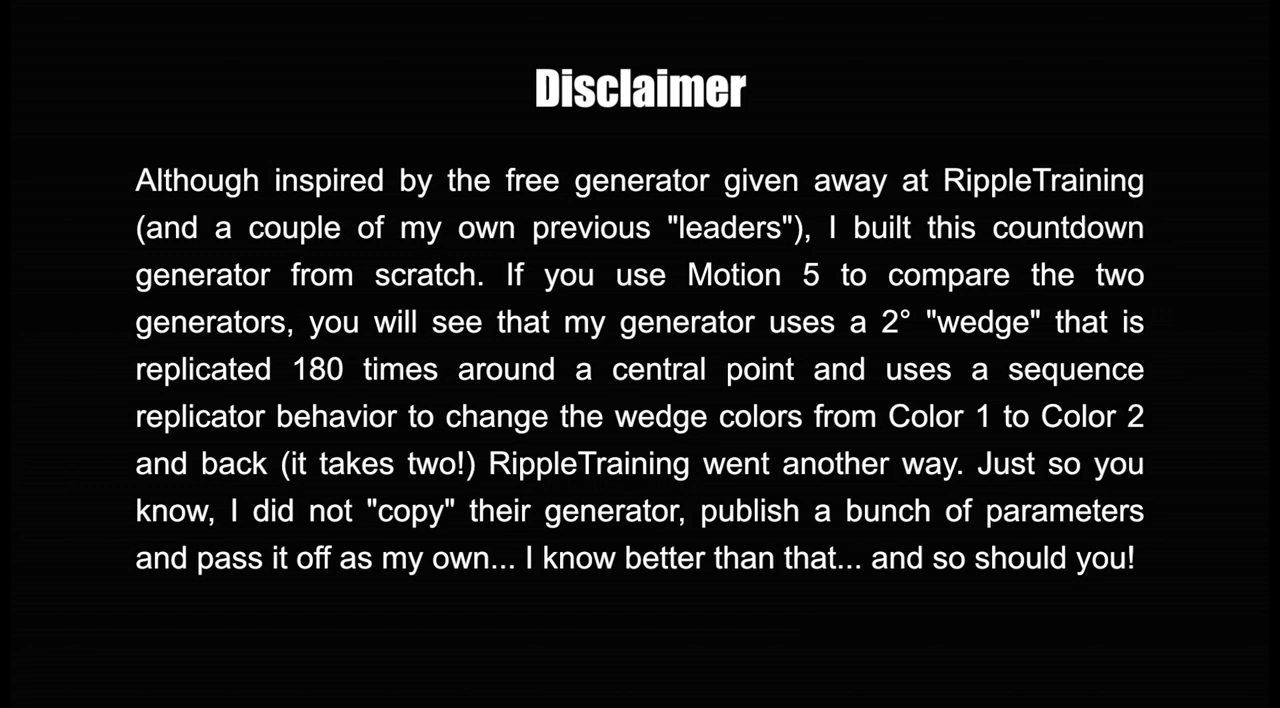 Disclaimer
Although inspired by the free generator given away at RippleTraining
(and a couple of my own previous "leaders"), I built this countdown
generator from scratch. If you use Motion 5 to compare the two
generators, you will see that my generator uses a 2° "wedge" that is
replicated 180 times around a central point and uses a sequence
replicator behavior to change the wedge colors from Color 1 to Color 2
and back (it takes two!) RippleTraining went another way. Just so you
know, I did not "copy" their generator, publish a bunch of parameters
and pass it off as my own... I know better than that... and so should you!